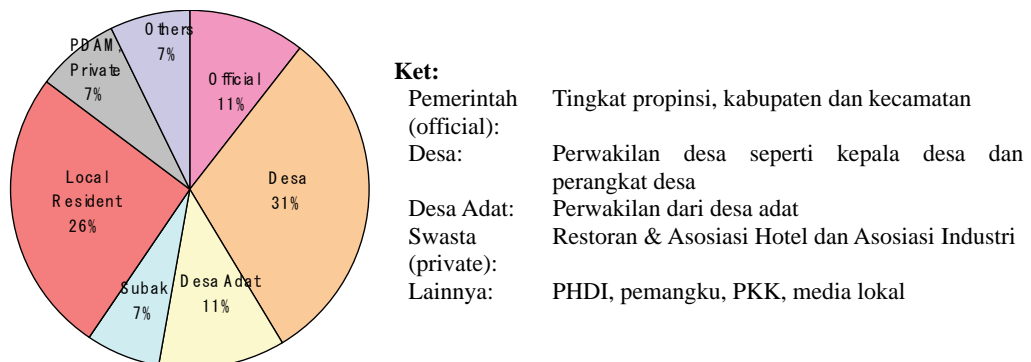 Others
7%
PDAM,
Private
7%
Official
11%
Local
Resident
26%
Desa
31%
Subak
7%
Desa Adat
11%
Ket:
Pemerintah (official): Tingkat propinsi, kabupaten dan kecamatan
Desa: Perwakilan desa seperti kepala desa dan
perangkat desa
Desa Adat: Perwakilan dari desa adat
Swasta (private): Restoran & Asosiasi Hotel dan Asosiasi Industri
Lainnya: PHDI, pemangku, PKK, media lokal